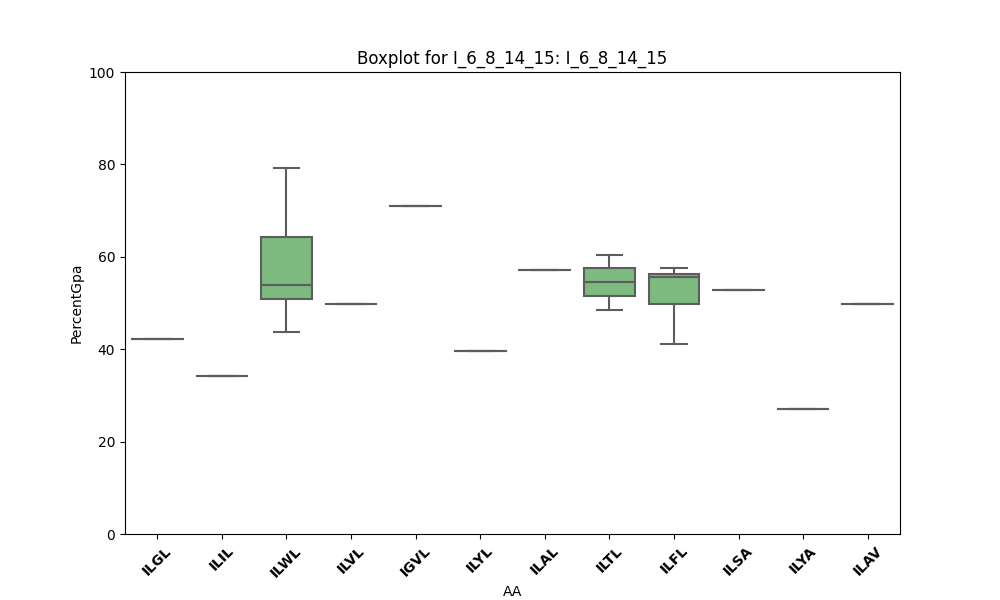 Boxplot for I_6_8_14_15: I_6_8_14_15
100
80
60
40
20
0
PercentGpa
ILGL
ILIL
ILWL
ILVL
IGVL
ILYL
ILAL
ILTL
ILFL
ILSA
ILYA
ILAV
AA